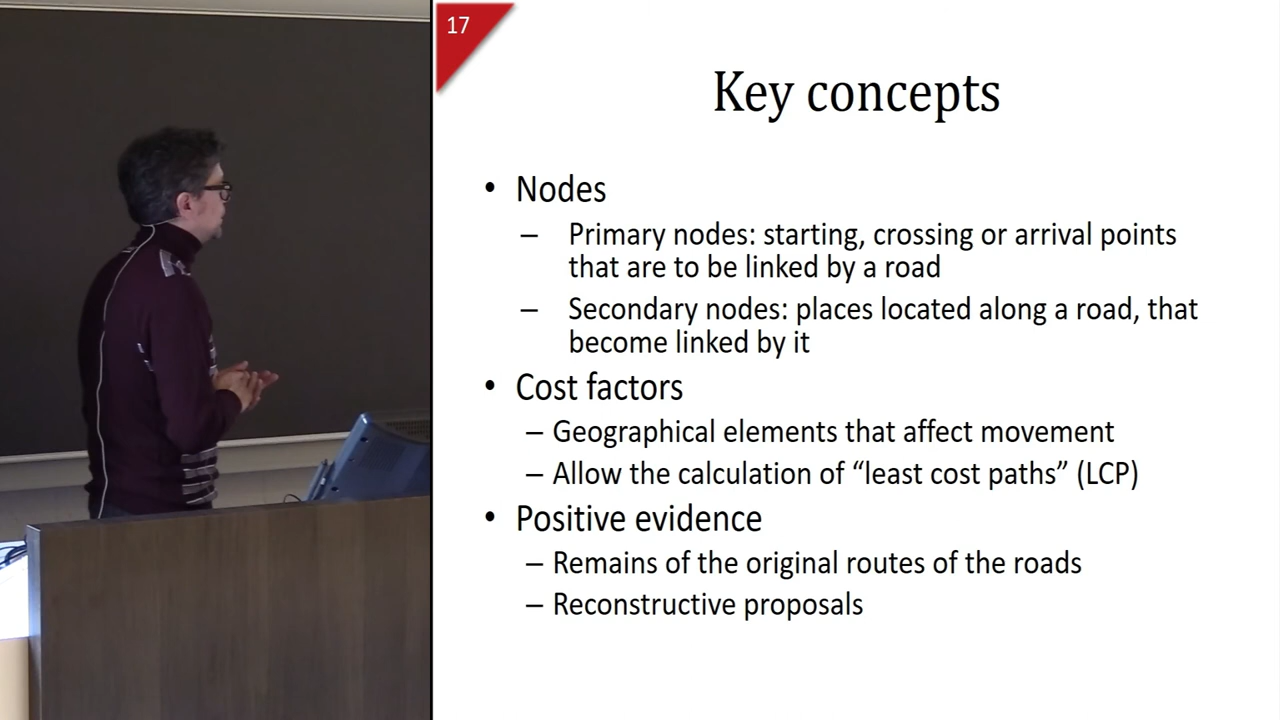 17
Key concepts
• Nodes
– Primary nodes: starting, crossing or arrival points
that are to be linked by a road
– Secondary nodes: places located along a road, that
become linked by it
• Cost factors
– Geographical elements that affect movement
– Allow the calculation of “least cost paths” (LCP)
• Positive evidence
– Remains of the original routes of the roads
– Reconstructive proposals